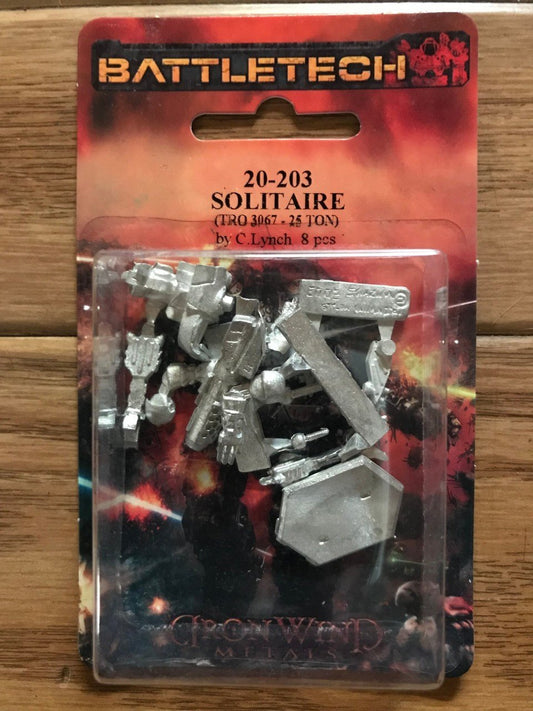 BATTLETECH
20-203
SOLITAIRE
(TRO 3067 - 25 TON)
by C.Lynch 8 pcs
IRON WIND
METALS